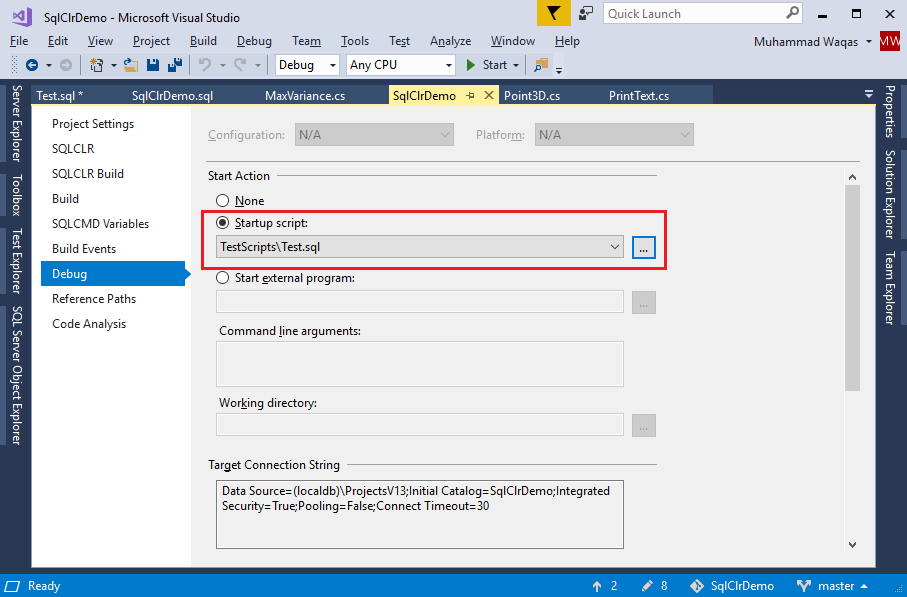 SqlClrDemo - Microsoft Visual Studio
Quick Launch
File Edit View Project Build Debug Team Tools Test Analyze Window Help
Muhammad Waqas MW
Debug Any CPU Start
Test.sql * SqlClrDemo.sql MaxVariance.cs SqlClrDemo Point3D.cs PrintText.cs
Server Explorer
Toolbox
Test Explorer
SQL Server Object Explorer
Project Settings
SQLCLR
SQLCLR Build
Build
SQLCMD Variables
Build Events
Debug
Reference Paths
Code Analysis
Configuration: N/A Platform: N/A
Start Action
None
Startup script:
TestScripts\Test.sql ...
Start external program:
...
Command line arguments:
Working directory:
...
Target Connection String
Data Source=(localdb)\ProjectsV13;Initial Catalog=SqlClrDemo;Integrated
Security=True;Pooling=False;Connect Timeout=30
Properties
Solution Explorer
Team Explorer
Ready 2 8 SqlClrDemo master